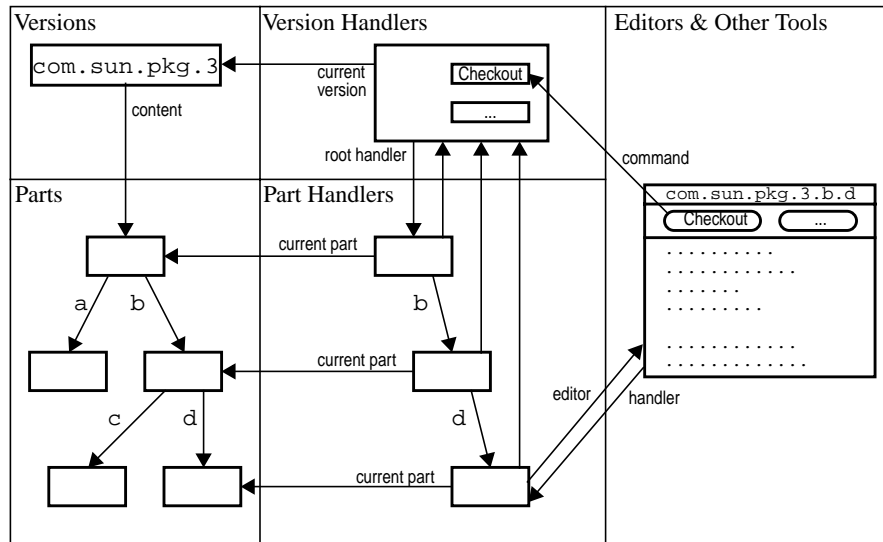 Versions
Version Handlers
Editors & Other Tools
com.sun.pkg.3
current
version
Checkout
...
content
root handler
command
Parts
Part Handlers
com.sun.pkg.3.b.d
Checkout
...
current part
a
b
b
current part
editor
handler
c
d
d
current part